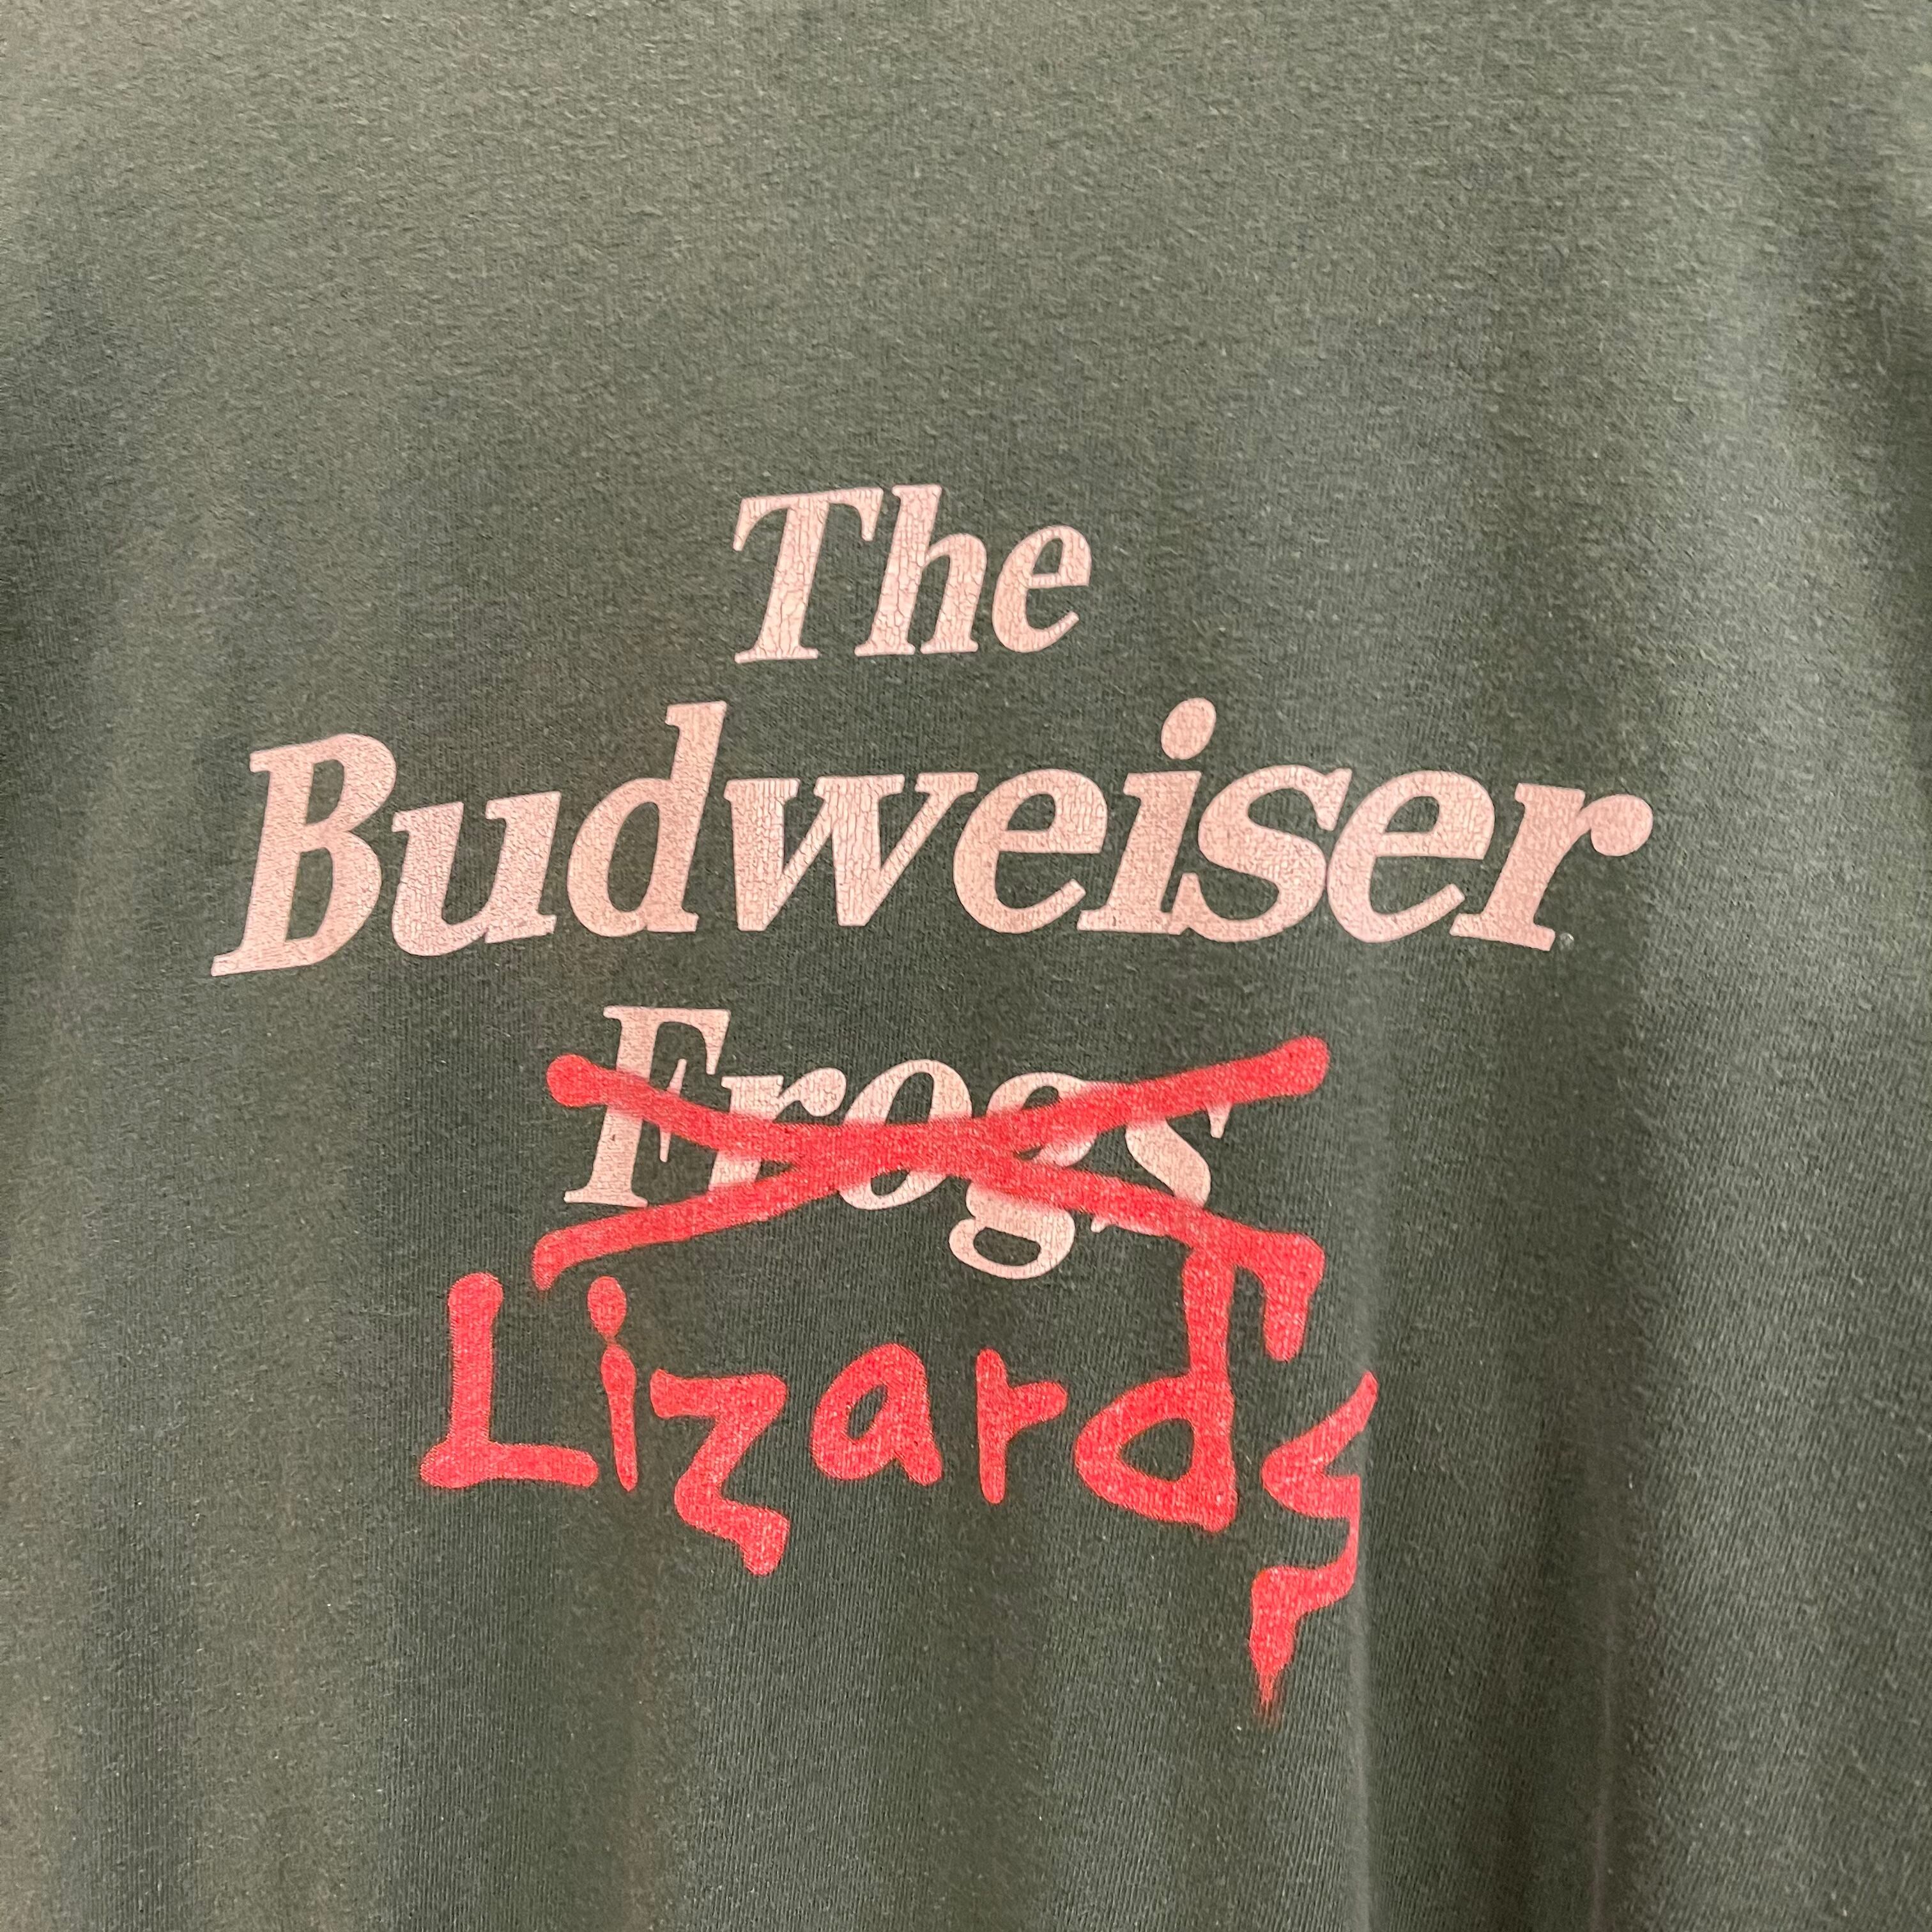 The
Budweiser
Frogs
Lizards